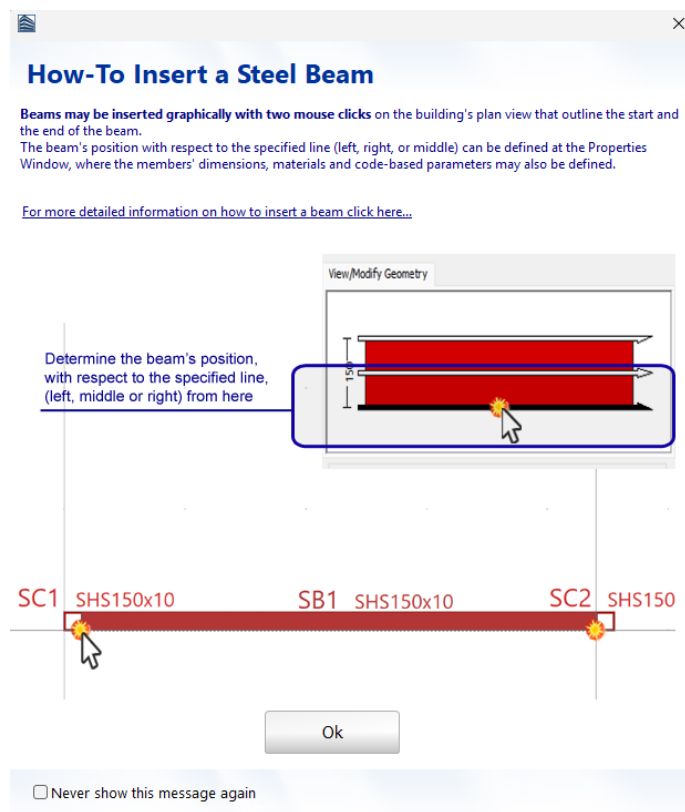 How-To Insert a Steel Beam
Beams may be inserted graphically with two mouse clicks on the building's plan view that outline the start and
the end of the beam.
The beam's position with respect to the specified line (left, right, or middle) can be defined at the Properties
Window, where the members' dimensions, materials and code-based parameters may also be defined.
For more detailed information on how to insert a beam click here...
View/Modify Geometry
Determine the beam's position,
with respect to the specified line,
(left, middle or right) from here
150
SC1 SHS150x10 SB1 SHS150x10 SC2 SHS150
Ok
Never show this message again